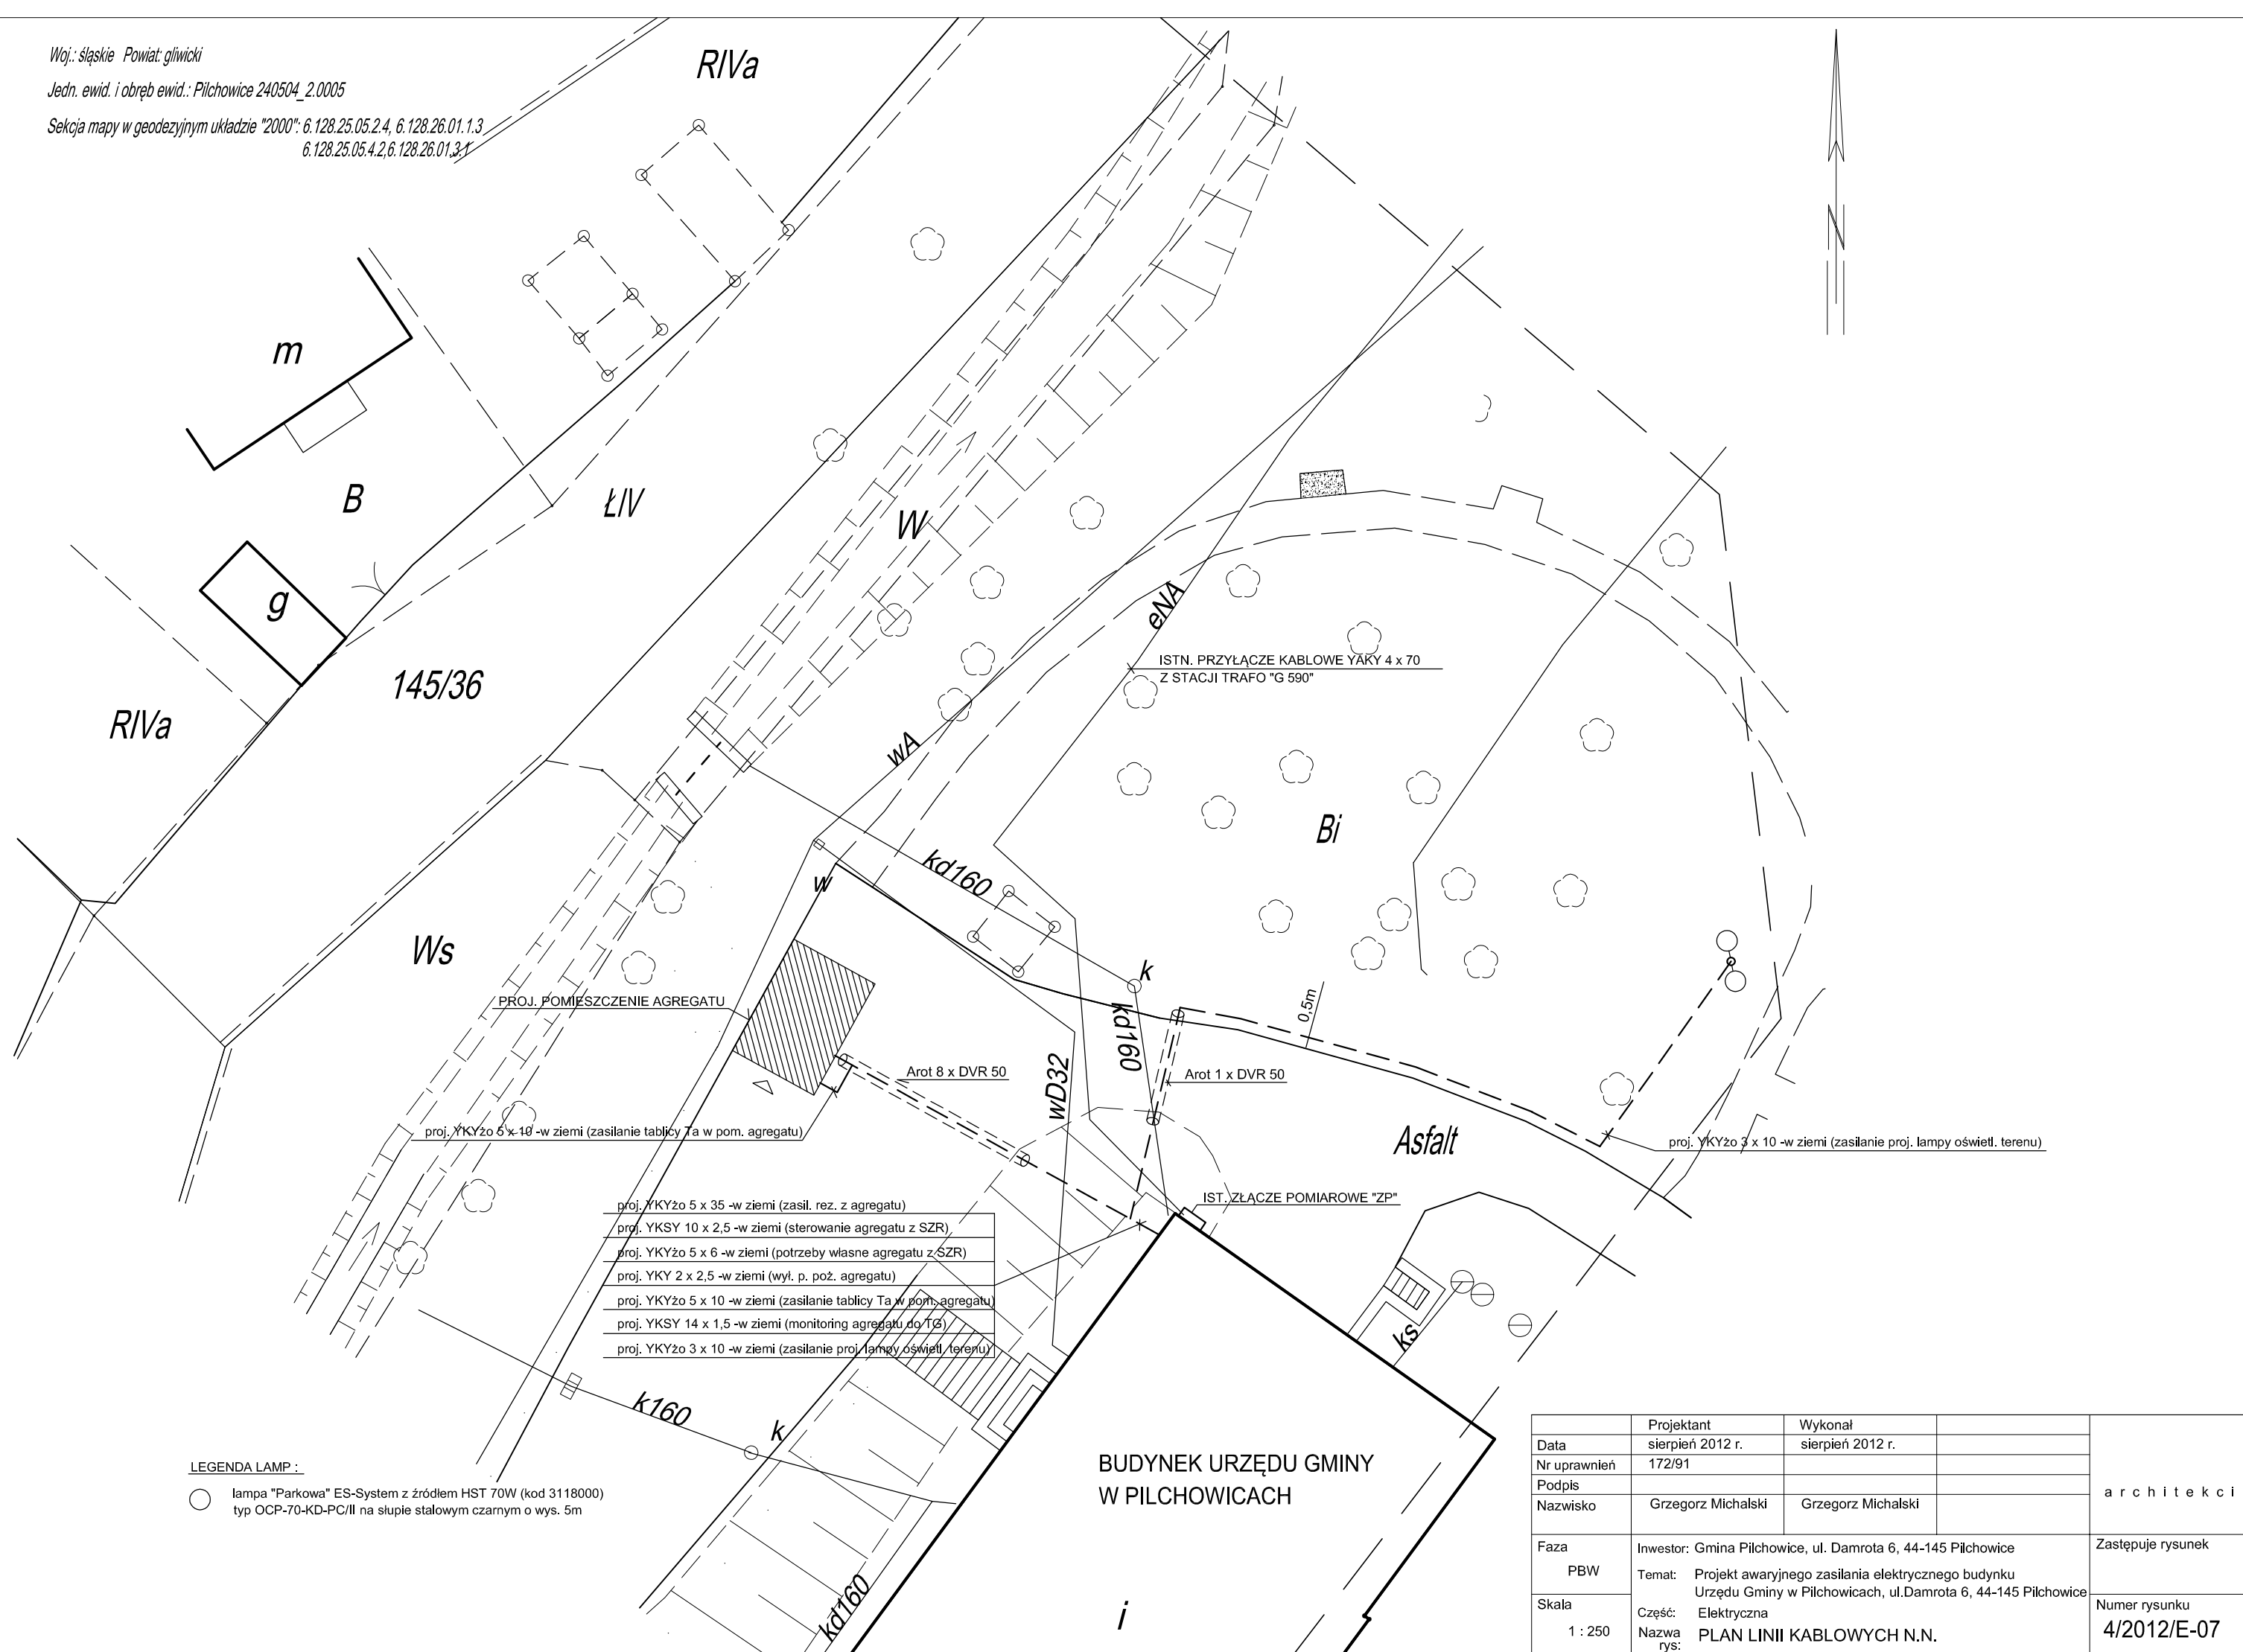 Woj.: śląskie Powiat: gliwicki
Jedn. ewid. i obręb ewid.: Pilchowice 240504_2.0005
Sekcja mapy w geodezyjnym układzie "2000": 6.128.25.05.2.4, 6.128.26.01.1.3
6.128.25.05.4.2,6.128.26.01.3.1
RIVa
N
m
B
ŁIV
W
g
eNA
ISTN. PRZYŁĄCZE KABLOWE YAKY 4 x 70
Z STACJI TRAFO "G 590"
145/36
RIVa
wA
Bi
kd160
w
Ws
k
PROJ. POMIESZCZENIE AGREGATU
0,5m
kd160
Arot 8 x DVR 50
Arot 1 x DVR 50
wD32
proj. YKYżo 5 x 10 -w ziemi (zasilanie tablicy Ta w pom. agregatu)
Asfalt
proj. YKYżo 3 x 10 -w ziemi (zasilanie proj. lampy oświetl. terenu)
IST. ZŁĄCZE POMIAROWE "ZP"
proj. YKYżo 5 x 35 -w ziemi (zasil. rez. z agregatu)
proj. YKSY 10 x 2,5 -w ziemi (sterowanie agregatu z SZR)
proj. YKYżo 5 x 6 -w ziemi (potrzeby własne agregatu z SZR)
proj. YKY 2 x 2,5 -w ziemi (wył. p. poż. agregatu)
proj. YKYżo 5 x 10 -w ziemi (zasilanie tablicy Ta w pom. agregatu)
proj. YKSY 14 x 1,5 -w ziemi (monitoring agregatu do TG)
proj. YKYżo 3 x 10 -w ziemi (zasilanie proj. lampy oświetl. terenu)
ks
k160
k
BUDYNEK URZĘDU GMINY
W PILCHOWICACH
LEGENDA LAMP :
lampa "Parkowa" ES-System z źródłem HST 70W (kod 3118000)
typ OCP-70-KD-PC/II na słupie stalowym czarnym o wys. 5m
kd160
i
Projektant Wykonał
Data sierpień 2012 r. sierpień 2012 r.
Nr uprawnień 172/91
Podpis
architekci
Nazwisko Grzegorz Michalski Grzegorz Michalski
Faza
PBW
Inwestor: Gmina Pilchowice, ul. Damrota 6, 44-145 Pilchowice
Zastępuje rysunek
Temat: Projekt awaryjnego zasilania elektrycznego budynku
Urzędu Gminy w Pilchowicach, ul.Damrota 6, 44-145 Pilchowice
Skala
1 : 250
Część: Elektryczna
Nazwa rys: PLAN LINII KABLOWYCH N.N.
Numer rysunku
4/2012/E-07